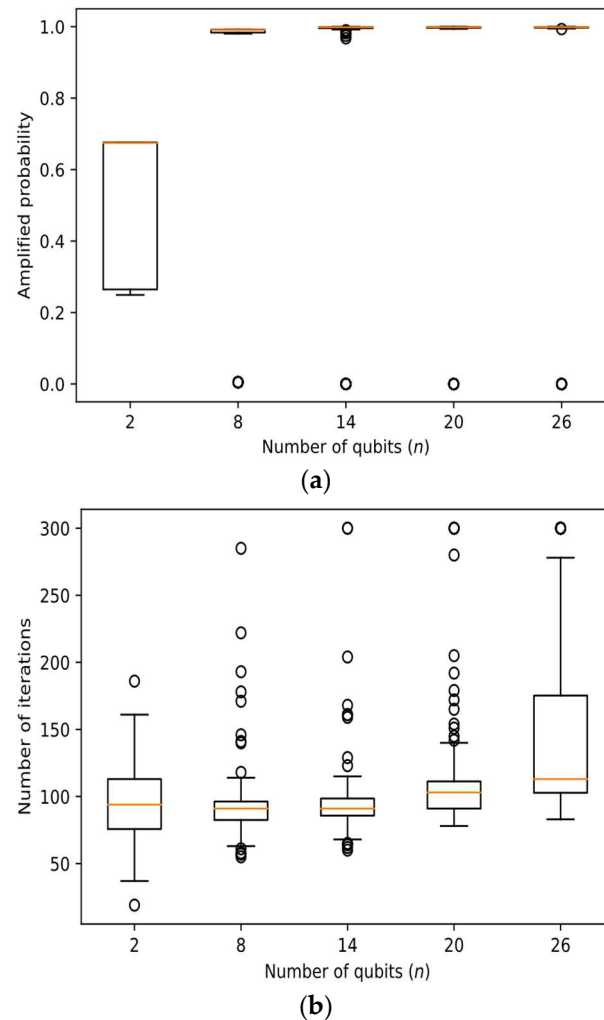 1.0
0.8
0.6
0.4
0.2
0.0
Amplified probability
2 8 14 20 26
Number of qubits (n)
(a)
300
250
200
150
100
50
Number of iterations
2 8 14 20 26
Number of qubits (n)
(b)